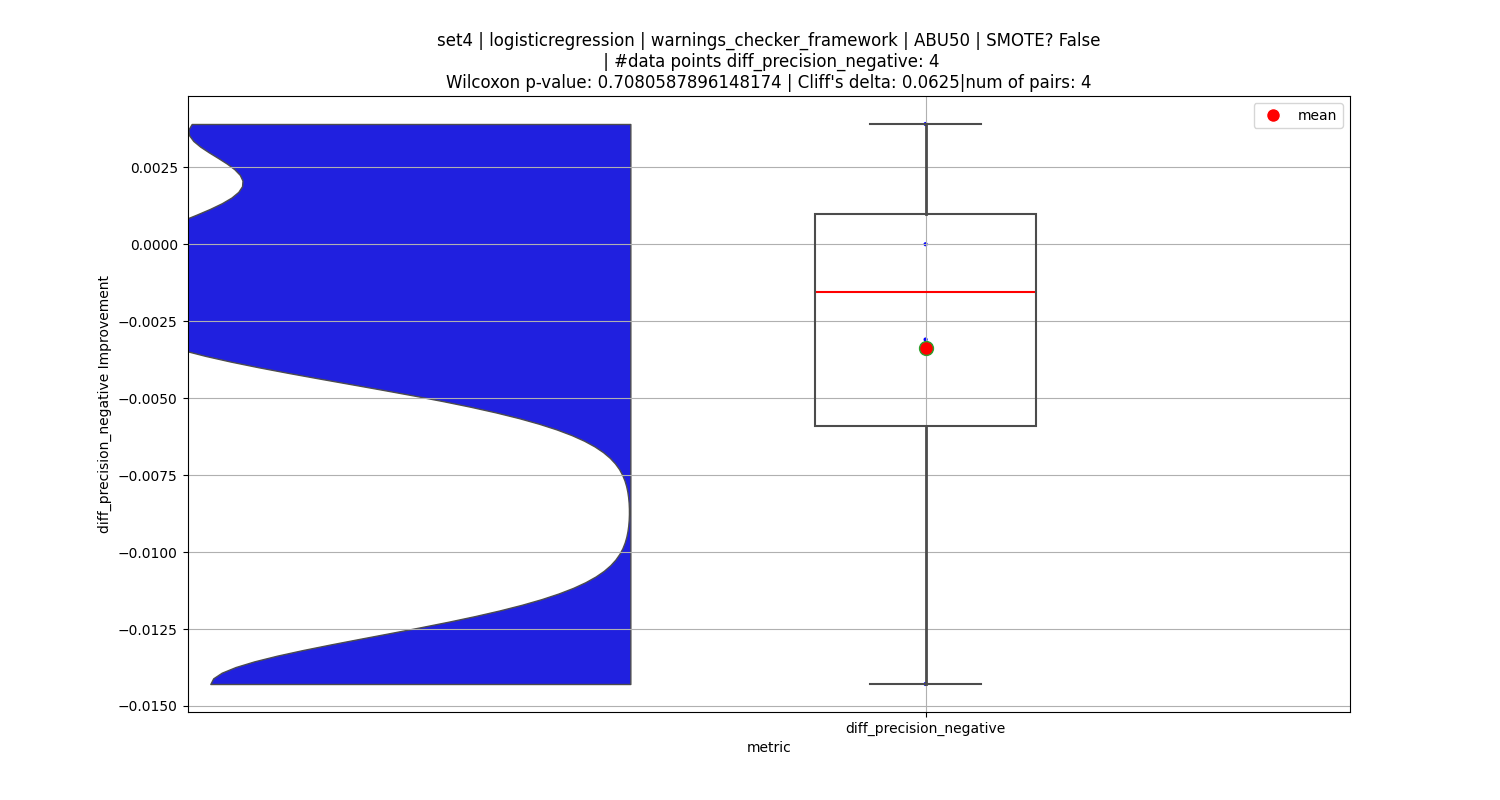 set4 | logisticregression | warnings_checker_framework | ABU50 | SMOTE? False
| #data points diff_precision_negative: 4
Wilcoxon p-value: 0.7080587896148174 | Cliff's delta: 0.0625|num of pairs: 4
mean
0.0025
0.0000
−0.0025
−0.0050
−0.0075
−0.0100
−0.0125
−0.0150
diff_precision_negative Improvement
diff_precision_negative
metric